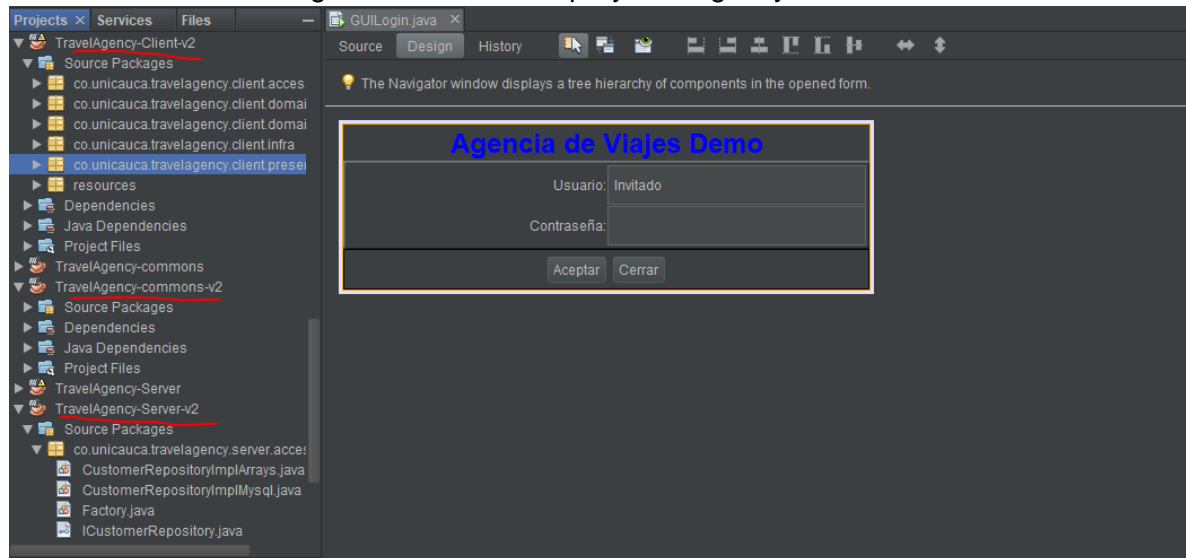 Projects × Services Files
TravelAgency-Client-v2
Source Packages
co.unicauca.travelagency.client.acces
co.unicauca.travelagency.client.domai
co.unicauca.travelagency.client.domai
co.unicauca.travelagency.client.infra
co.unicauca.travelagency.client.preser
resources
Dependencies
Java Dependencies
Project Files
TravelAgency-commons
TravelAgency-commons-v2
Source Packages
Dependencies
Java Dependencies
Project Files
TravelAgency-Server
TravelAgency-Server-v2
Source Packages
co.unicauca.travelagency.server.acces
CustomerRepositoryImplArrays.java
CustomerRepositoryImplMysql.java
Factory.java
ICustomerRepository.java
GUILogin.java ×
Source Design History
The Navigator window displays a tree hierarchy of components in the opened form.
Agencia de Viajes Demo
Usuario: Invitado
Contraseña:
Aceptar Cerrar